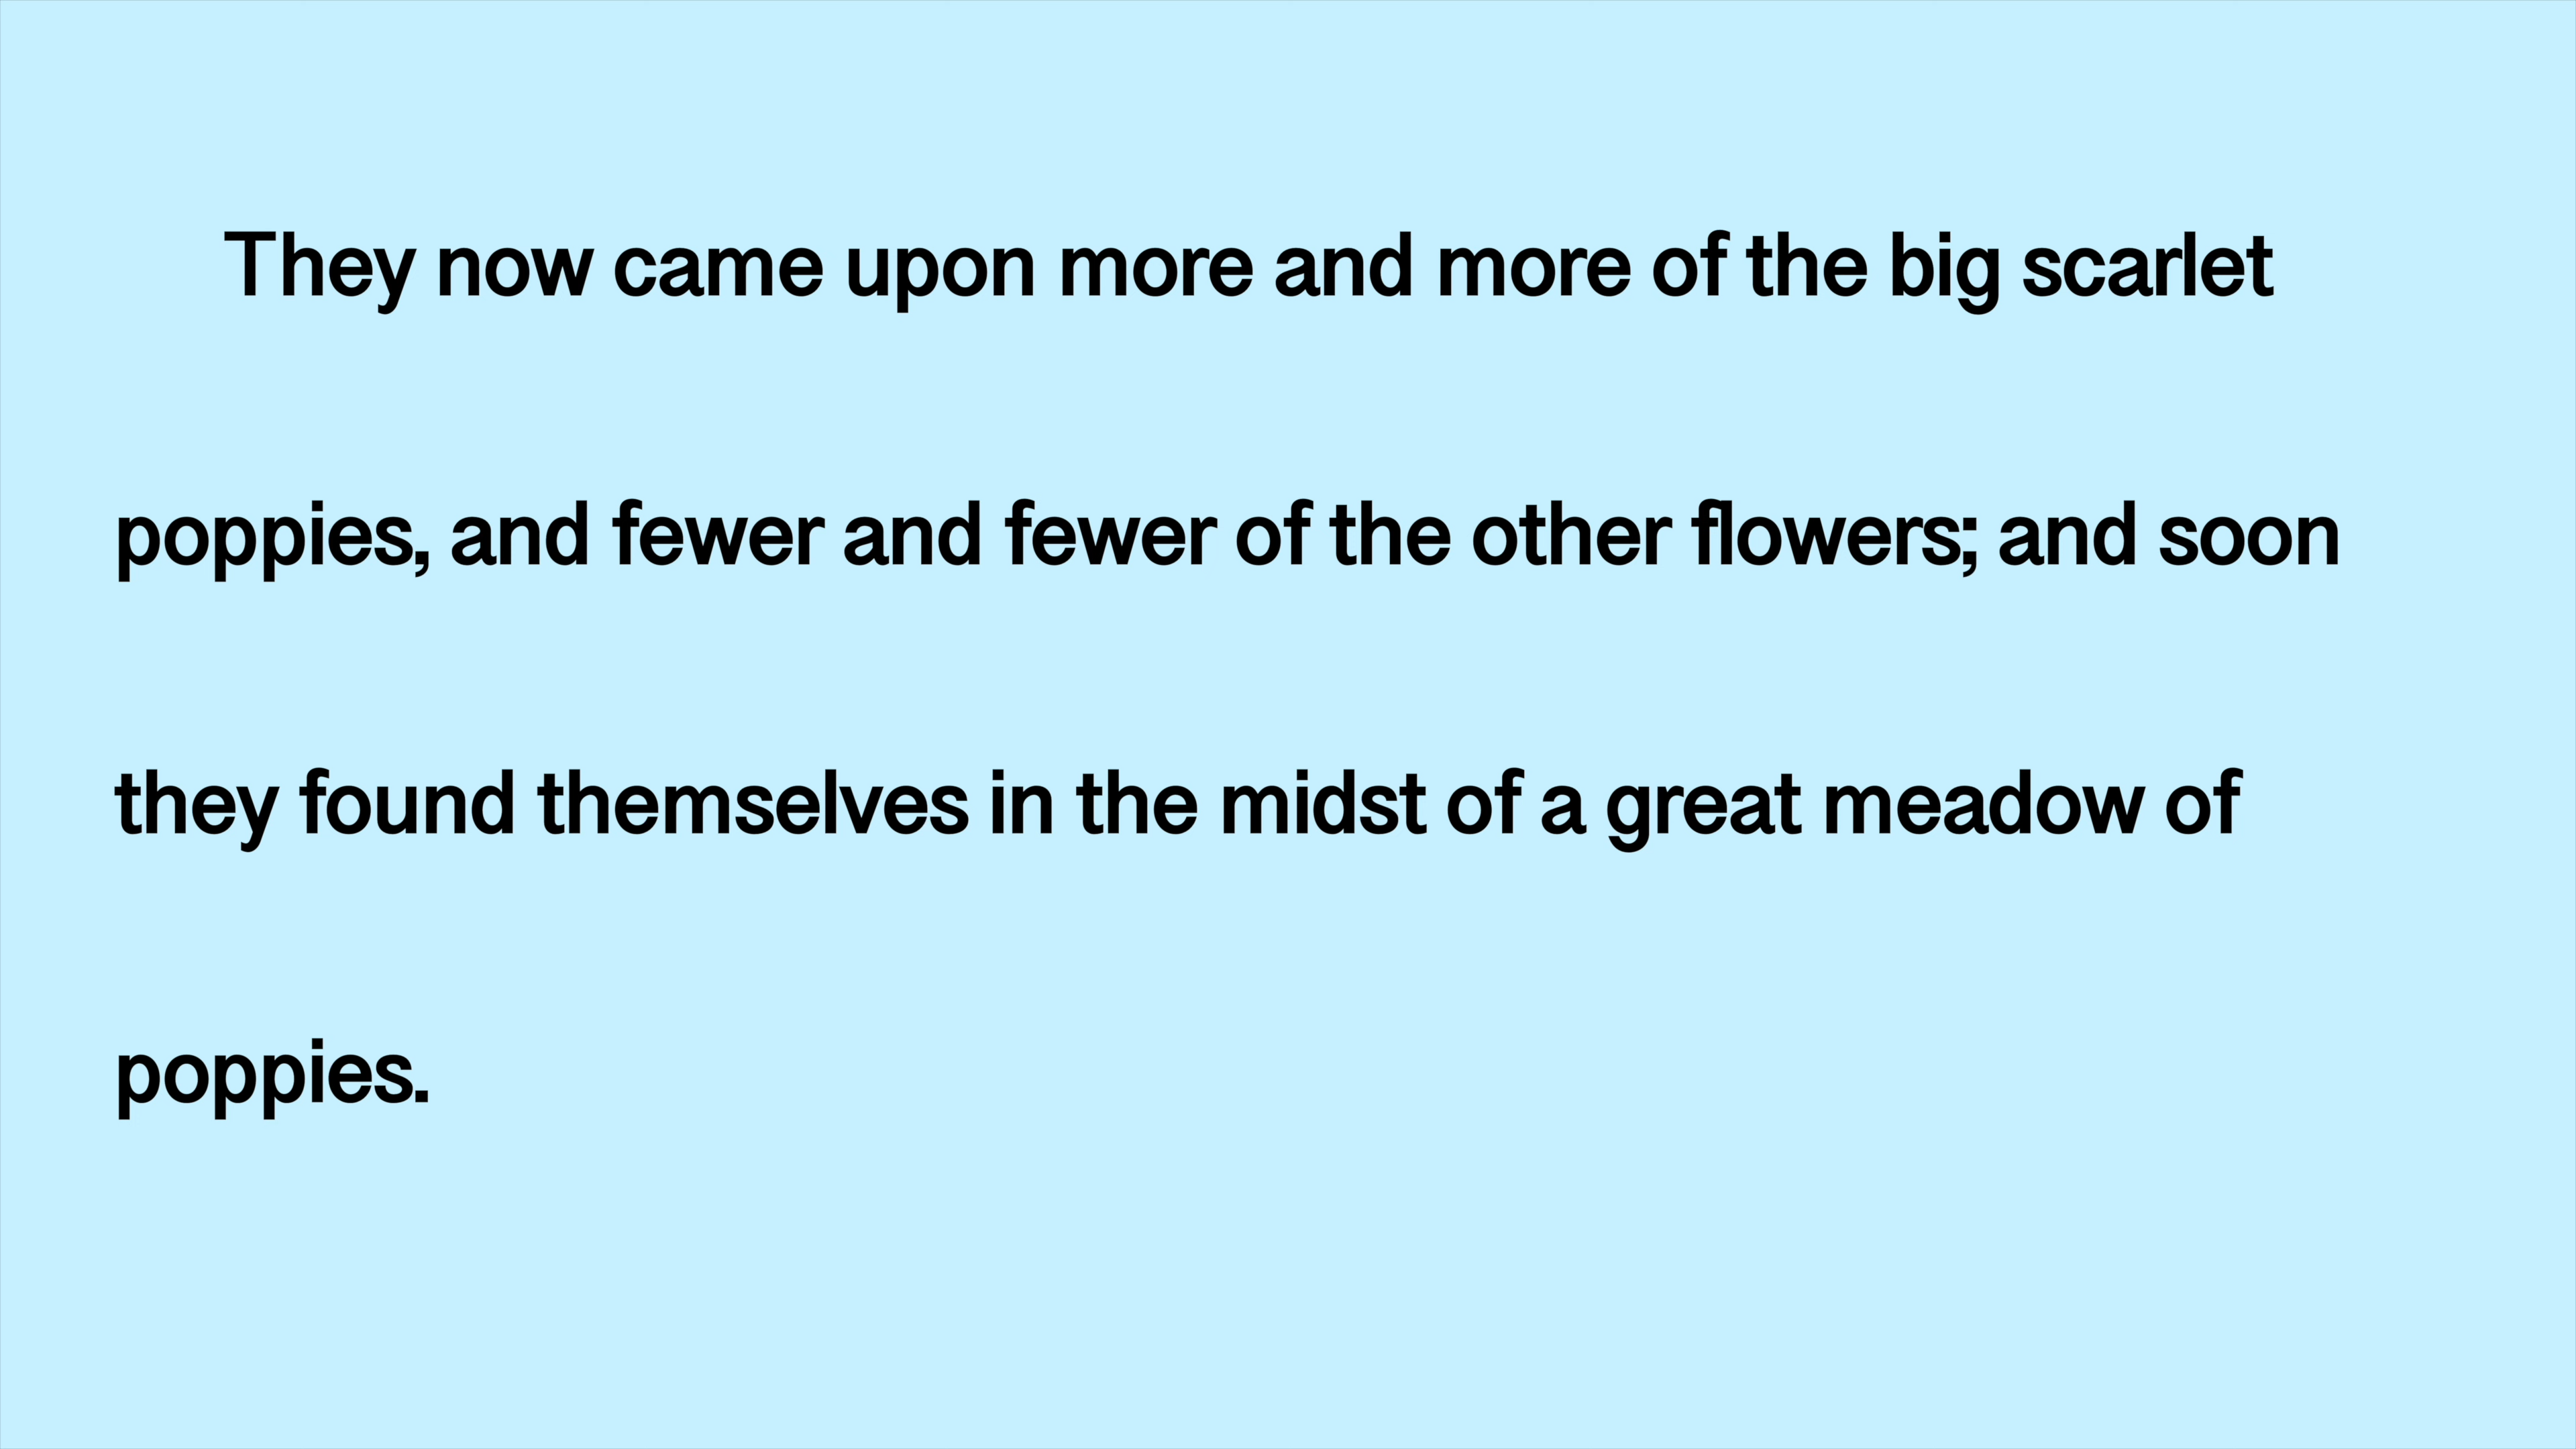 They now came upon more and more of the big scarlet
poppies, and fewer and fewer of the other flowers; and soon
they found themselves in the midst of a great meadow of
poppies.